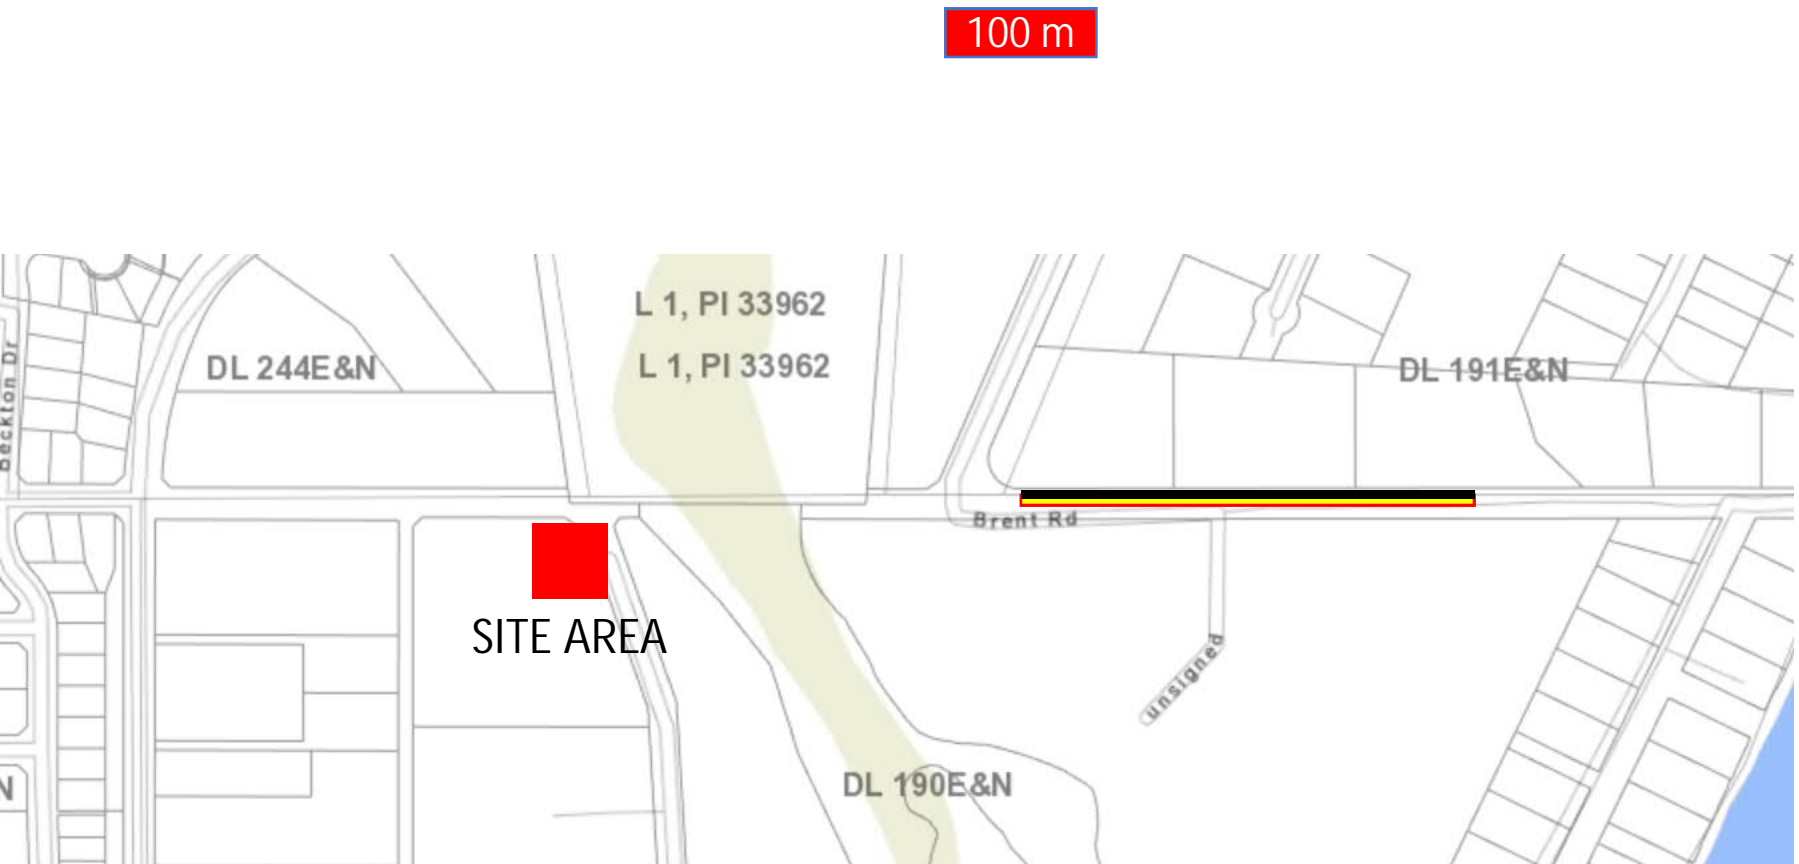 100 m
L 1, Pl 33962
L 1, Pl 33962
DL 244E&N
DL 191E&N
Beckton Dr
Brent Rd
SITE AREA
unsigned
DL 190E&N
N